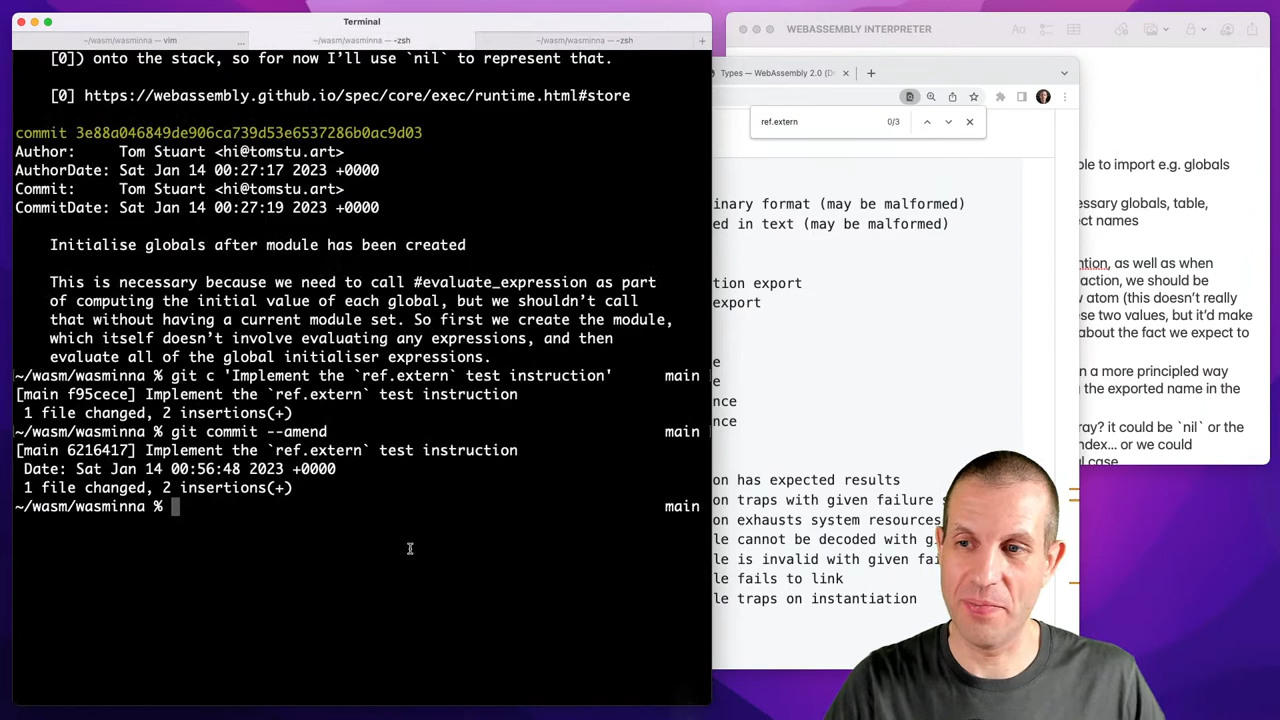 Terminal
~/wasm/wasminna — vim
...
~/wasm/wasminna — -zsh
~/wasm/wasminna — -zsh
+
[0]) onto the stack, so for now I’ll use `nil` to represent that.
[0] https://webassembly.github.io/spec/core/exec/runtime.html#store
commit 3e88a046849de906ca739d53e6537286b0ac9d03
Author: Tom Stuart <hi@tomstu.art>
AuthorDate: Sat Jan 14 00:27:17 2023 +0000
Commit: Tom Stuart <hi@tomstu.art>
CommitDate: Sat Jan 14 00:27:19 2023 +0000
Initialise globals after module has been created
This is necessary because we need to call #evaluate_expression as part
of computing the initial value of each global, but we shouldn’t call
that without having a current module set. So first we create the module,
which itself doesn’t involve evaluating any expressions, and then
evaluate all of the global initialiser expressions.
~/wasm/wasminna % git c 'Implement the `ref.extern` test instruction' main
[main f95cece] Implement the `ref.extern` test instruction
1 file changed, 2 insertions(+)
~/wasm/wasminna % git commit --amend main
[main 6216417] Implement the `ref.extern` test instruction
Date: Sat Jan 14 00:56:48 2023 +0000
1 file changed, 2 insertions(+)
~/wasm/wasminna % main
WEBASSEMBLY INTERPRETER
Aa
Types — WebAssembly 2.0 (D
ref.extern 0/3
inary format (may be malformed)
ed in text (may be malformed)
tion export
export
e
e
nce
nce
on has expected results
on traps with given failure s
on exhausts system resources
le cannot be decoded with g
le is invalid with given fai
le fails to link
le traps on instantiation
ble to import e.g. globals
essary globals, table,
ect names
ntion, as well as when
action, we should be
w atom (this doesn’t really
ese two values, but it’d make
about the fact we expect to
n a more principled way
g the exported name in the
ray? it could be `nil` or the
ndex... or we could
al case